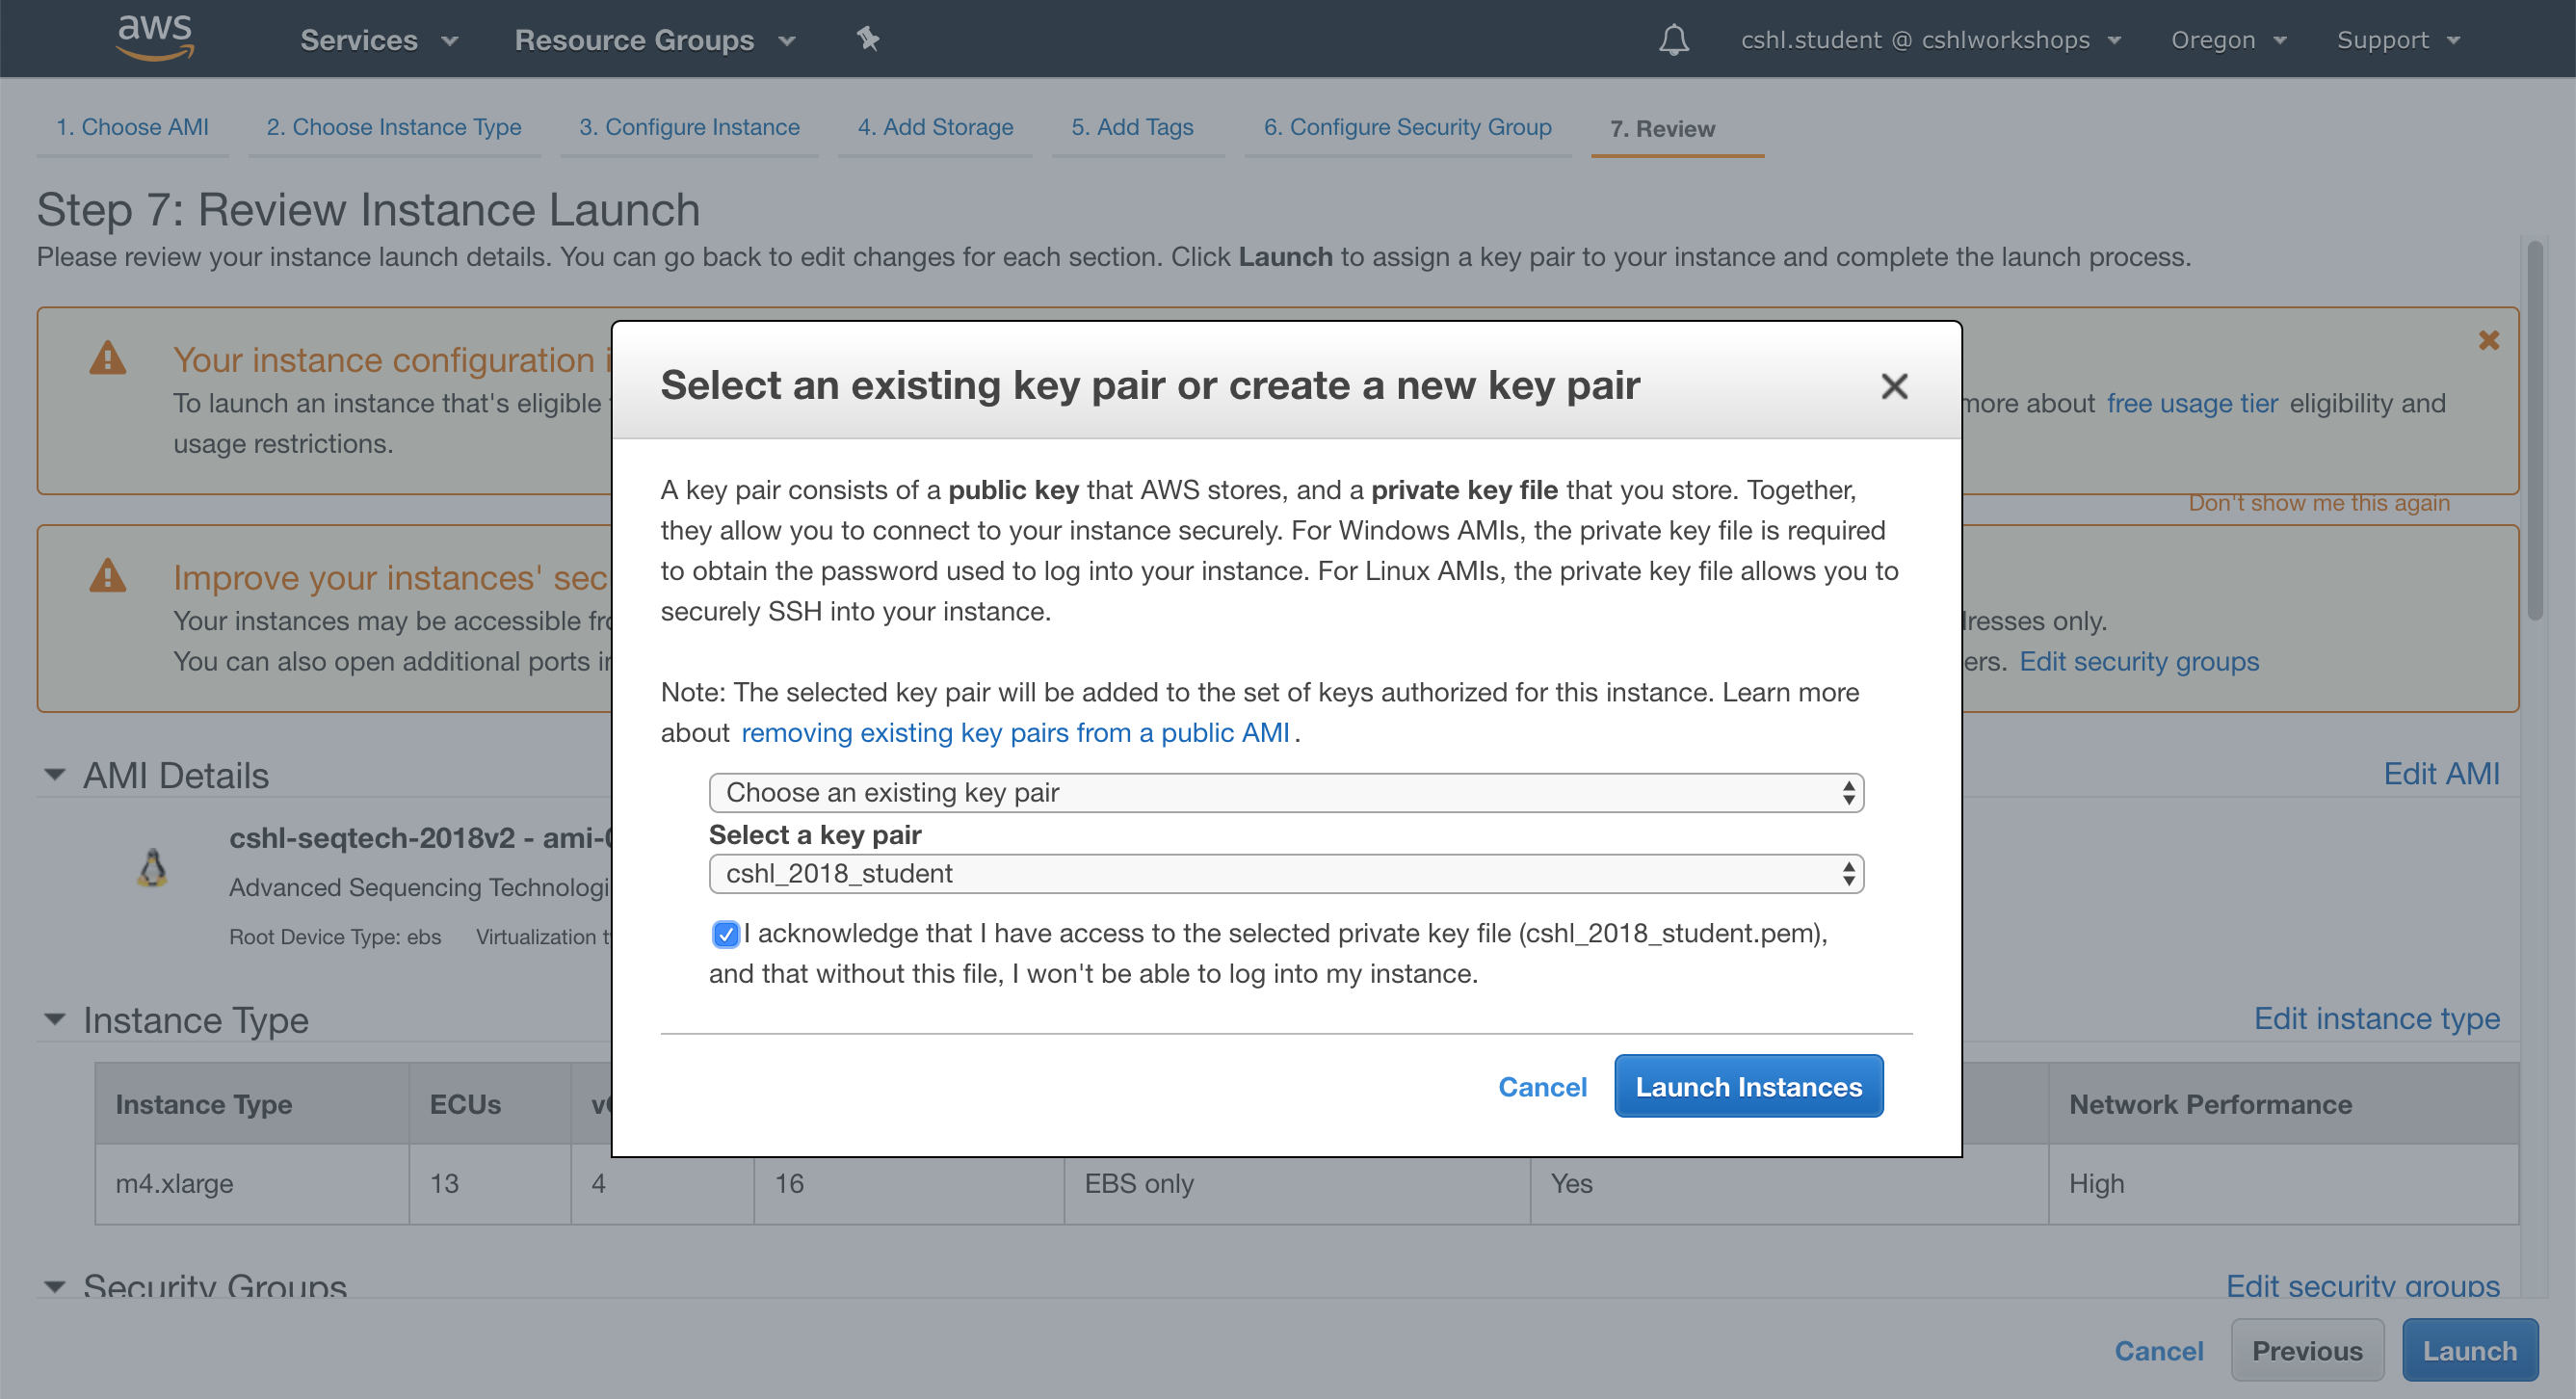 aws Services Resource Groups cshl.student @ cshlworkshops Oregon Support
1. Choose AMI 2. Choose Instance Type 3. Configure Instance 4. Add Storage 5. Add Tags 6. Configure Security Group 7. Review
Step 7: Review Instance Launch
Please review your instance launch details. You can go back to edit changes for each section. Click Launch to assign a key pair to your instance and complete the launch process.
Your instance configuration
To launch an instance that's eligible
more about free usage tier eligibility and
usage restrictions.
Don't show me this again
Improve your instances'
Your instances may be accessible
only.
You can also open additional ports
Edit security groups
AMI Details
Edit AMI
cshl-seqtech-2018v2 -
Advanced Sequencing
Root Device Type: ebs Virtualization
Instance Type
Edit instance type
Instance Type ECUs Network Performance
m4.xlarge 13 4 16 EBS only Yes High
Security Groups
Edit security groups
Select an existing key pair or create a new key pair
A key pair consists of a public key that AWS stores, and a private key file that you store. Together,
they allow you to connect to your instance securely. For Windows AMIs, the private key file is required
to obtain the password used to log into your instance. For Linux AMIs, the private key file allows you to
securely SSH into your instance.
Note: The selected key pair will be added to the set of keys authorized for this instance. Learn more
about removing existing key pairs from a public AMI.
Choose an existing key pair
Select a key pair
cshl_2018_student
I acknowledge that I have access to the selected private key file (cshl_2018_student.pem),
and that without this file, I won't be able to log into my instance.
Cancel Launch Instances
Cancel Previous Launch